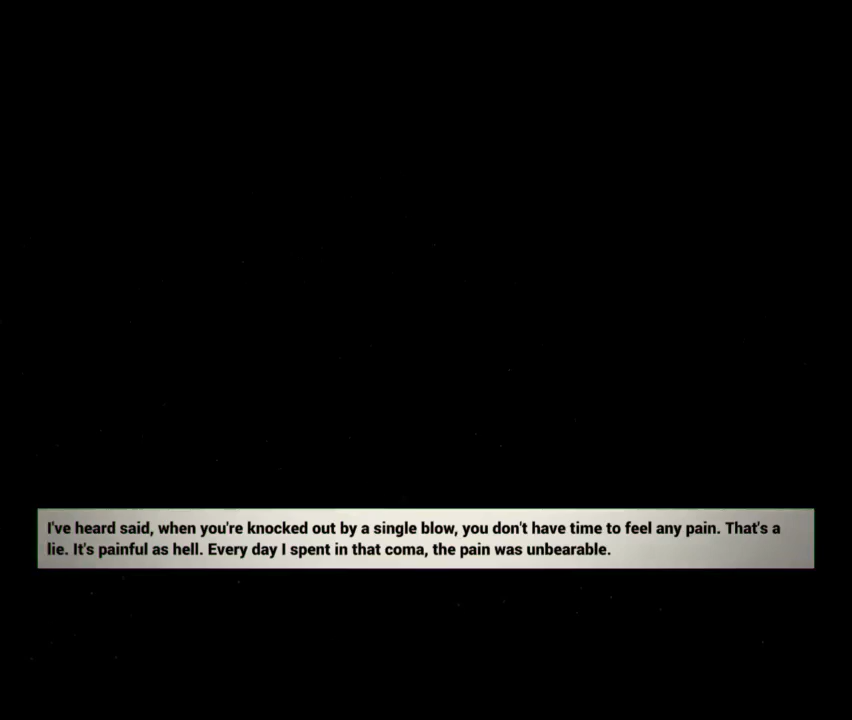 I've heard said, when you're knocked out by a single blow, you don't have time to feel any pain. That's a
lie. It's painful as hell. Every day I spent in that coma, the pain was unbearable.